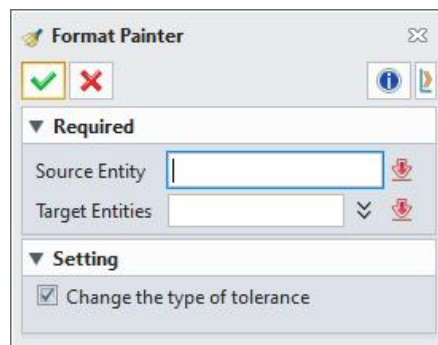 Format Painter
Required
Source Entity
Target Entities
Setting
Change the type of tolerance